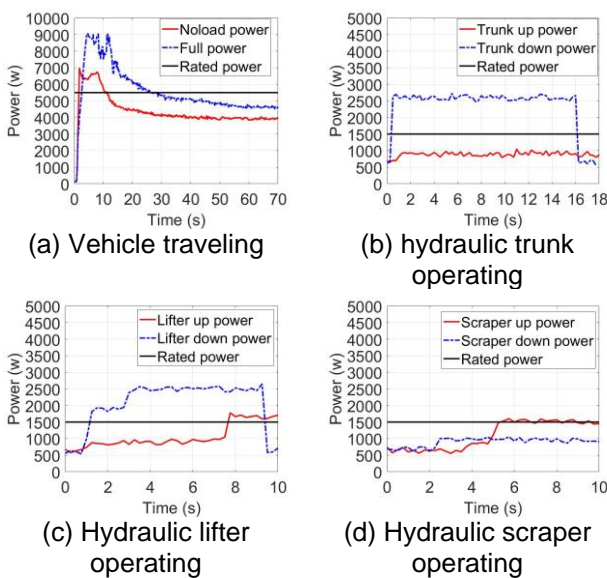 10000
9000
8000
7000
6000
5000
4000
3000
2000
1000
0
Power (w)
Noload power
Full power
Rated power
0 10 20 30 40 50 60 70
Time (s)
(a) Vehicle traveling
5000
4500
4000
3500
3000
2500
2000
1500
1000
500
0
Power (w)
Trunk up power
Trunk down power
Rated power
0 2 4 6 8 10 12 14 16 18
Time (s)
(b) hydraulic trunk
operating
5000
4500
4000
3500
3000
2500
2000
1500
1000
500
0
Power (w)
Lifter up power
Lifter down power
Rated power
0 2 4 6 8 10
Time (s)
(c) Hydraulic lifter
operating
5000
4500
4000
3500
3000
2500
2000
1500
1000
500
0
Power (w)
Scraper up power
Scraper down power
Rated power
0 2 4 6 8 10
Time (s)
(d) Hydraulic scraper
operating